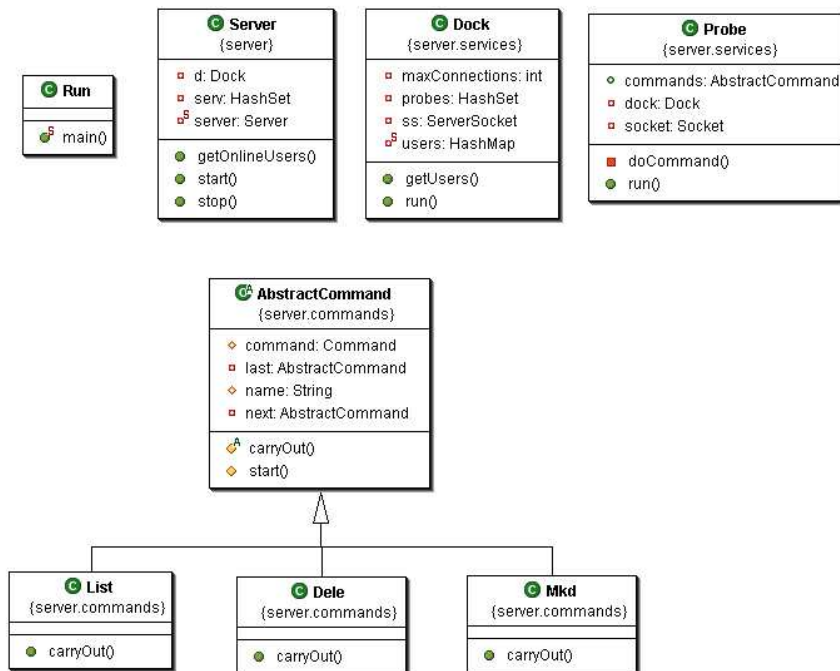 Run
main()
Server
{server}
d: Dock
serv: HashSet
server: Server
getOnlineUsers()
start()
stop()
Dock
{server.services}
maxConnections: int
probes: HashSet
ss: ServerSocket
users: HashMap
getUsers()
run()
Probe
{server.services}
commands: AbstractCommand
dock: Dock
socket: Socket
doCommand()
run()
AbstractCommand
{server.commands}
command: Command
last: AbstractCommand
name: String
next: AbstractCommand
carryOut()
start()
List
{server.commands}
carryOut()
Dele
{server.commands}
carryOut()
Mkd
{server.commands}
carryOut()